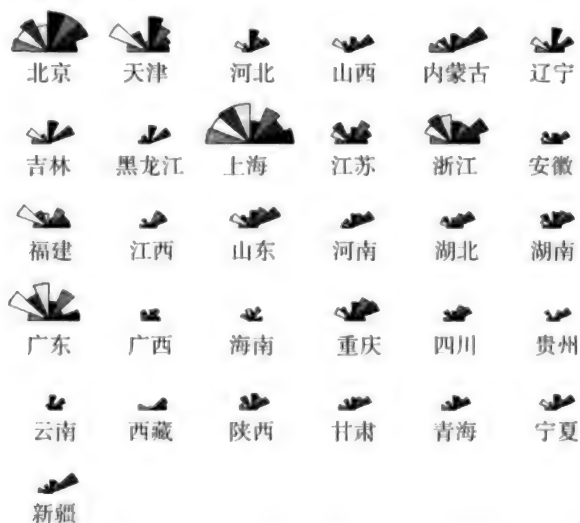 北京 天津 河北 山西 内蒙古 辽宁
吉林 黑龙江 上海 江苏 浙江 安徽
福建 江西 山东 河南 湖北 湖南
广东 广西 海南 重庆 四川 贵州
云南 西藏 陕西 甘肃 青海 宁夏
新疆